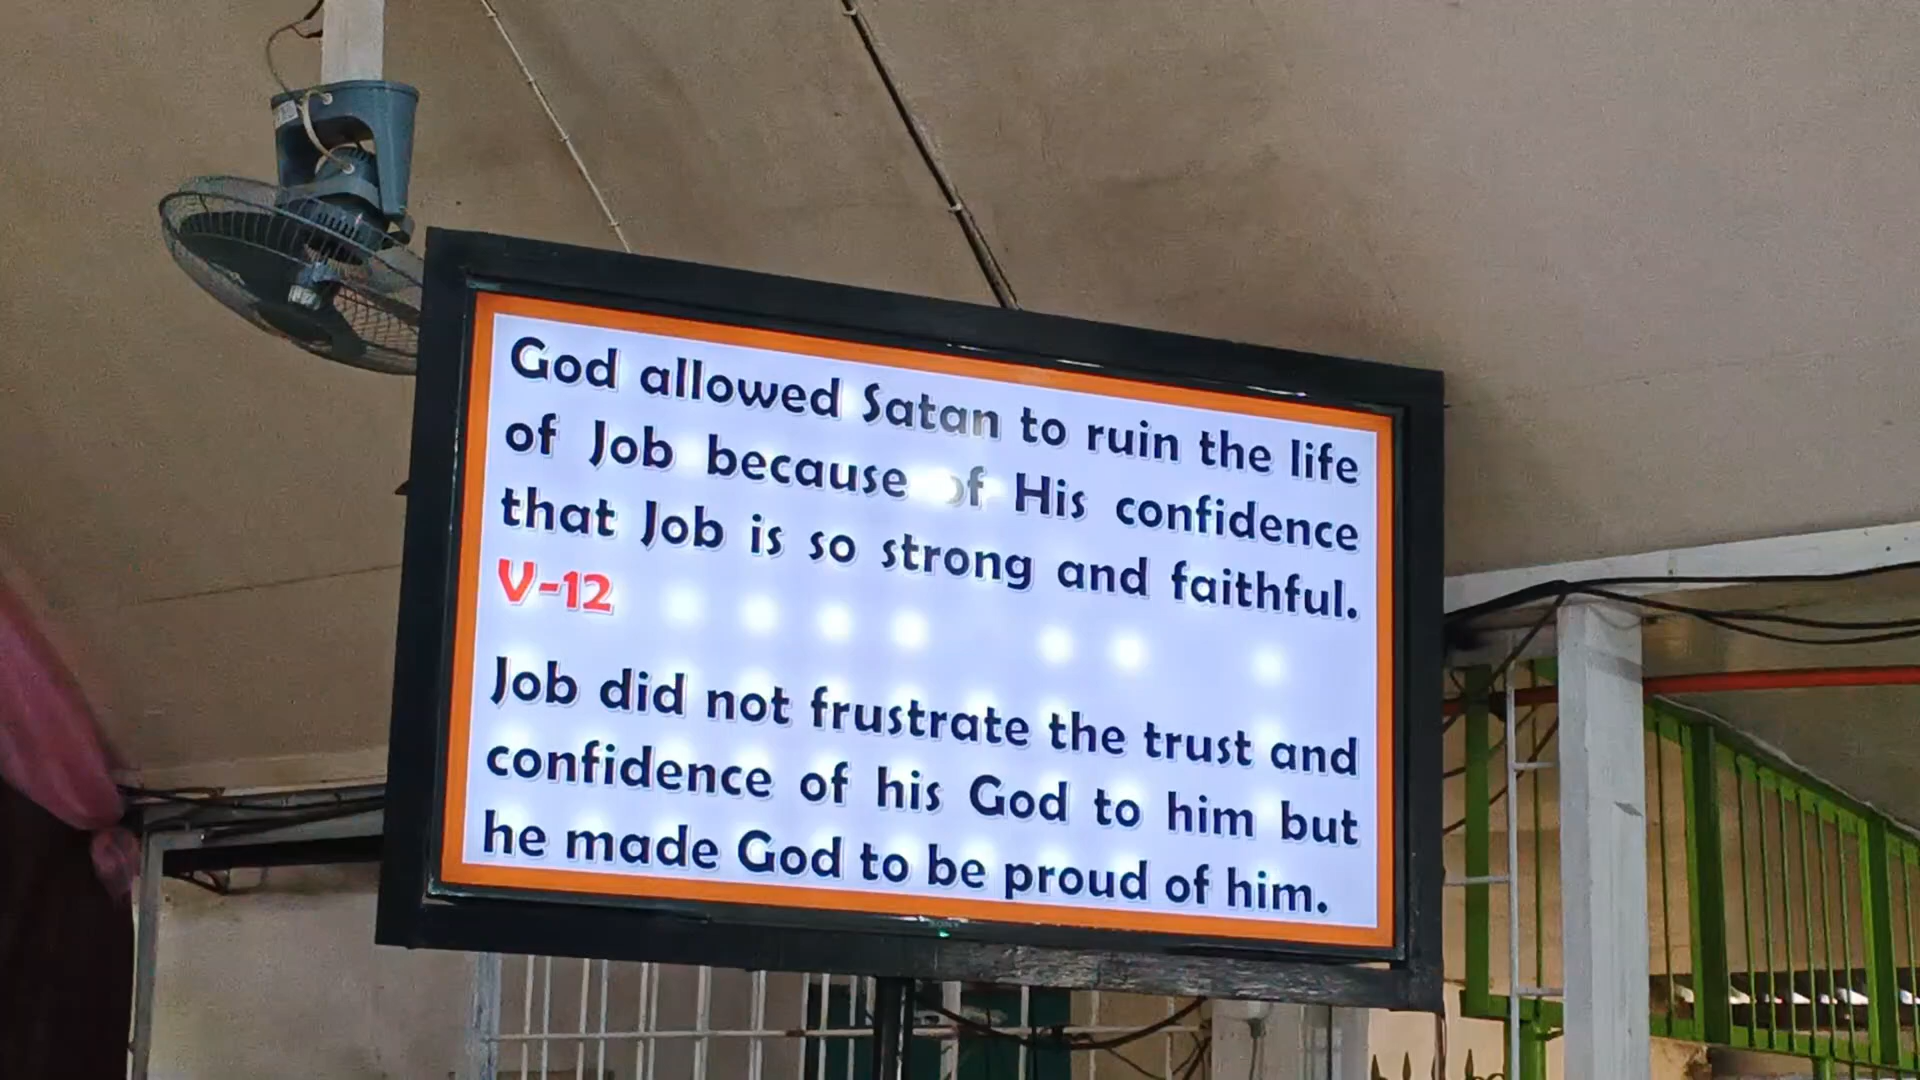 God allowed Satan to ruin the life
of Job because of His confidence
that Job is so strong and faithful.
V-12
Job did not frustrate the trust and
confidence of his God to him but
he made God to be proud of him.
SONY